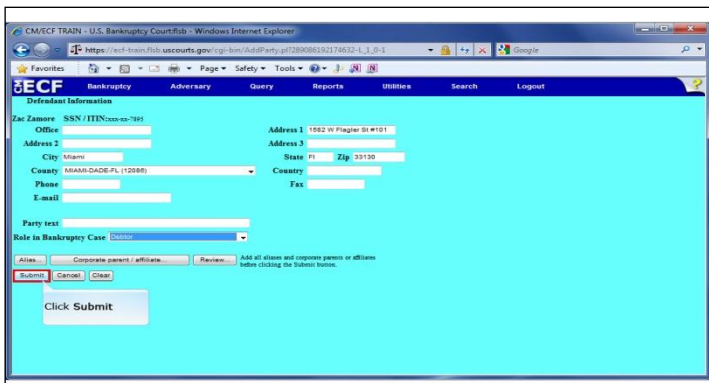 CM/ECF TRAIN - U.S. Bankruptcy Court:flsb - Windows Internet Explorer
https://ecf-train.flsb.uscourts.gov/cgi-bin/AddParty.pl?289086192174632-L_1_0-1
Google
Favorites Page Safety Tools
ECF Bankruptcy Adversary Query Reports Utilities Search Logout ?
Defendant Information
Zac Zamore SSN / ITIN:xxx-xx-7895
Office Address 1 1582 W Flagler St #101
Address 2 Address 3
City Miami State Fl Zip 33130
County MIAMI-DADE-FL (12086) Country
Phone Fax
E-mail
Party text
Role in Bankruptcy Case Debtor
Alias... Corporate parent / affiliate... Review... Add all aliases and corporate parents or affiliates
before clicking the Submit button.
Submit Cancel Clear
Click Submit